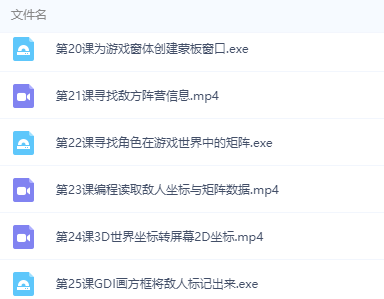 文件名
第20课为游戏窗体创建蒙板窗口.exe
第21课寻找敌方阵营信息.mp4
第22课寻找角色在游戏世界中的矩阵.exe
第23课编程读取敌人坐标与矩阵数据.mp4
第24课3D世界坐标转屏幕2D坐标.mp4
第25课GDI画方框将敌人标记出来.exe